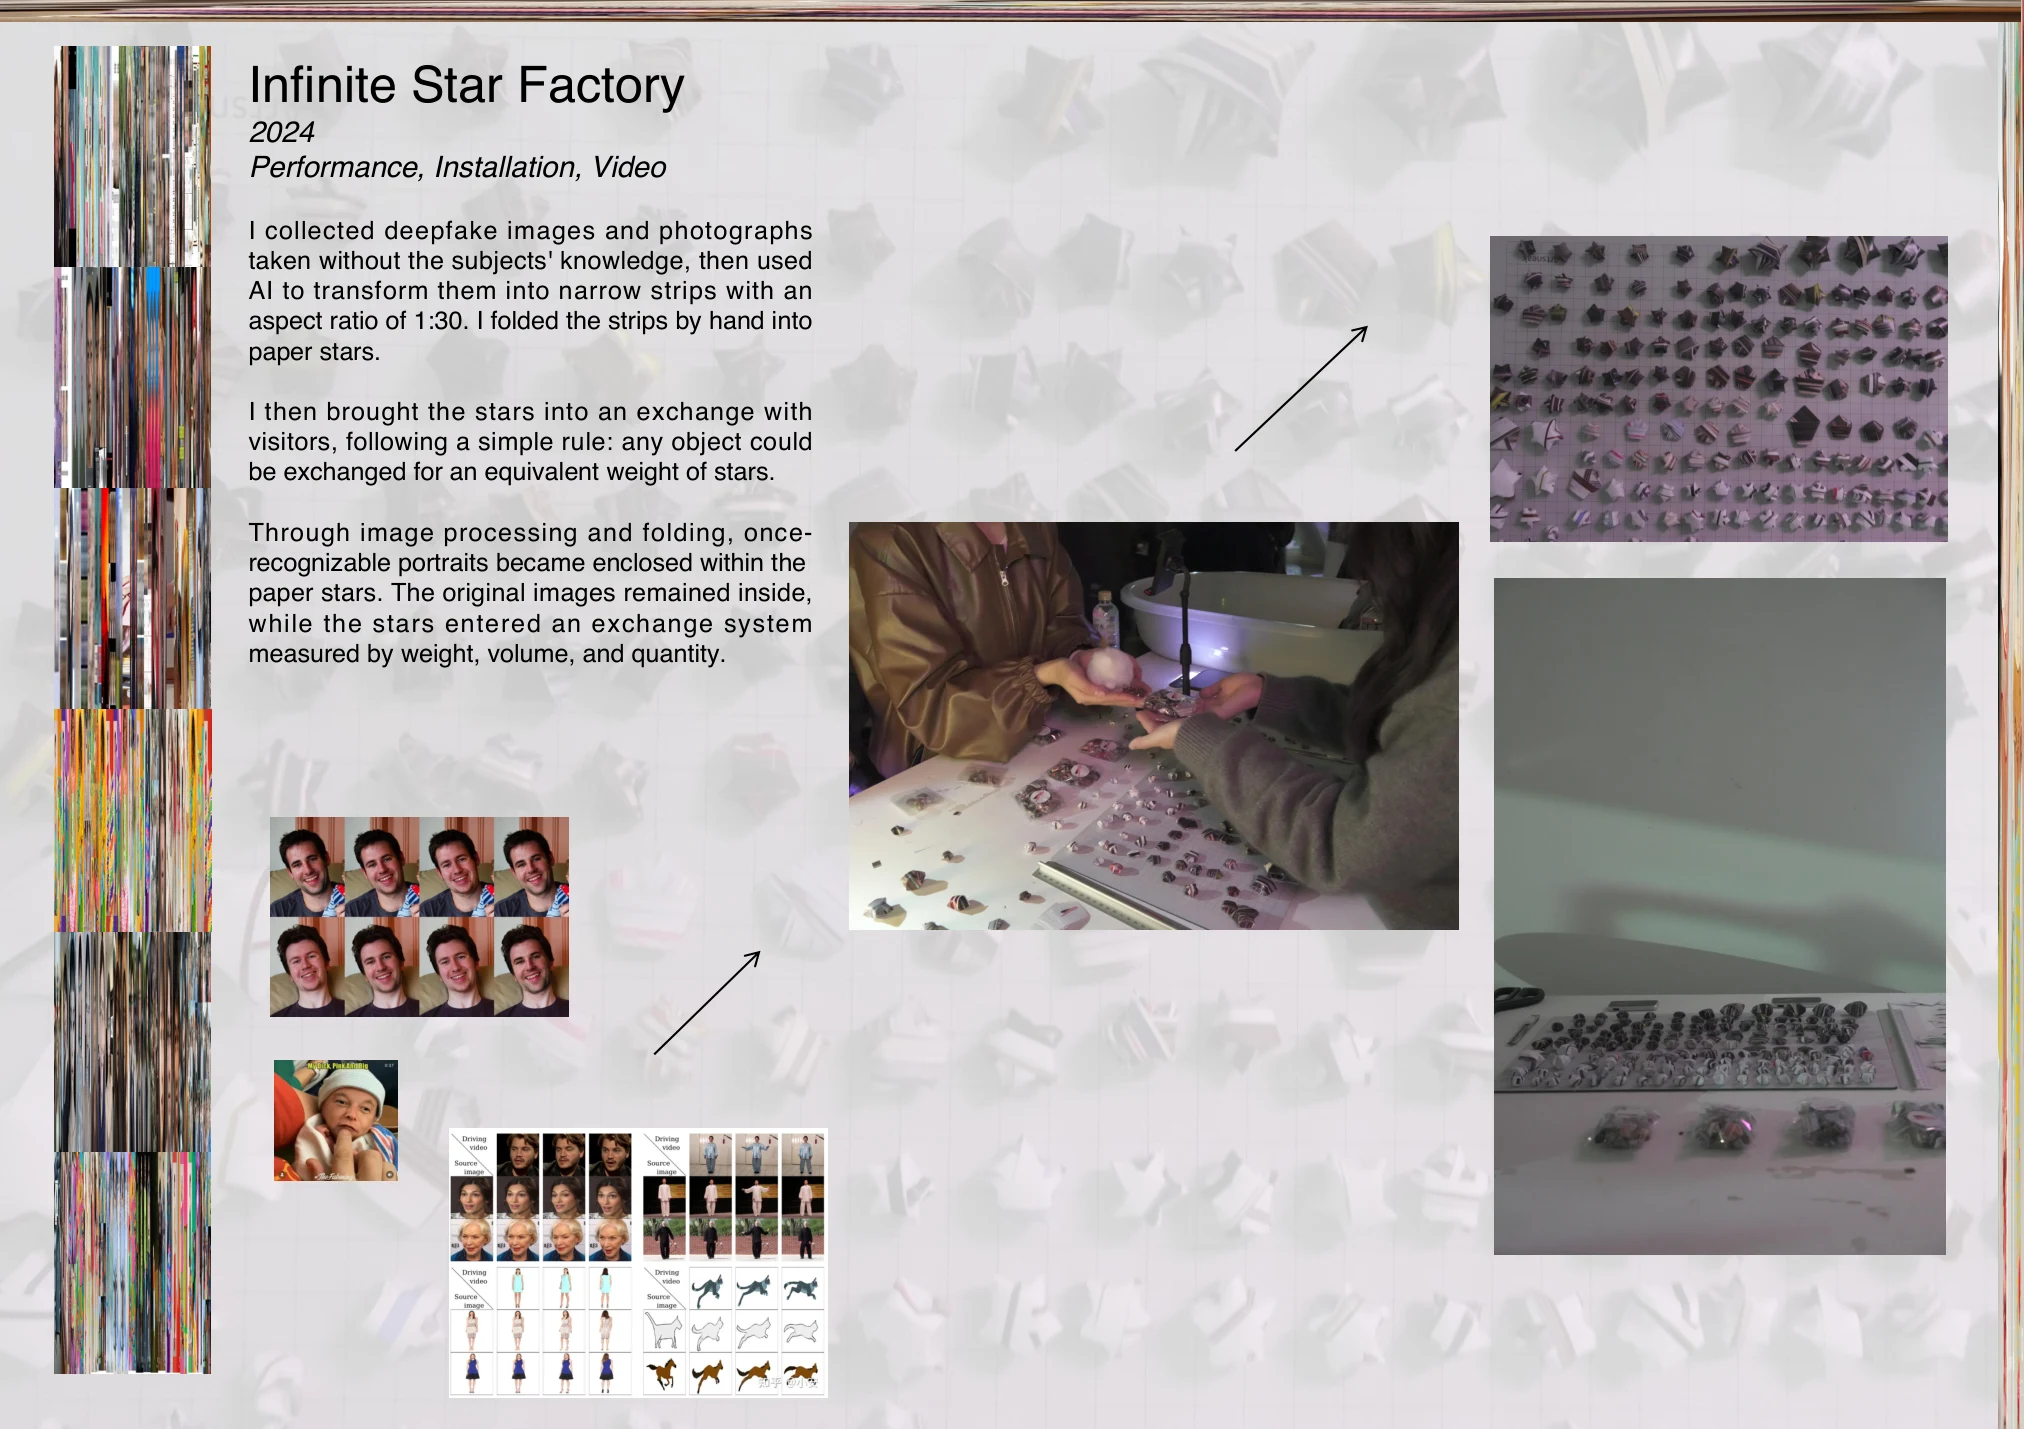 Infinite Star Factory
2024
Performance, Installation, Video
I collected deepfake images and photographs
taken without the subjects' knowledge, then used
AI to transform them into narrow strips with an
aspect ratio of 1:30. I folded the strips by hand into
paper stars.
I then brought the stars into an exchange with
visitors, following a simple rule: any object could
be exchanged for an equivalent weight of stars.
Through image processing and folding, once-
recognizable portraits became enclosed within the
paper stars. The original images remained inside,
while the stars entered an exchange system
measured by weight, volume, and quantity.
Driving
video
Source
image
Driving
video
Source
image
Driving
video
Source
image
Driving
video
Source
image
知乎 @小安